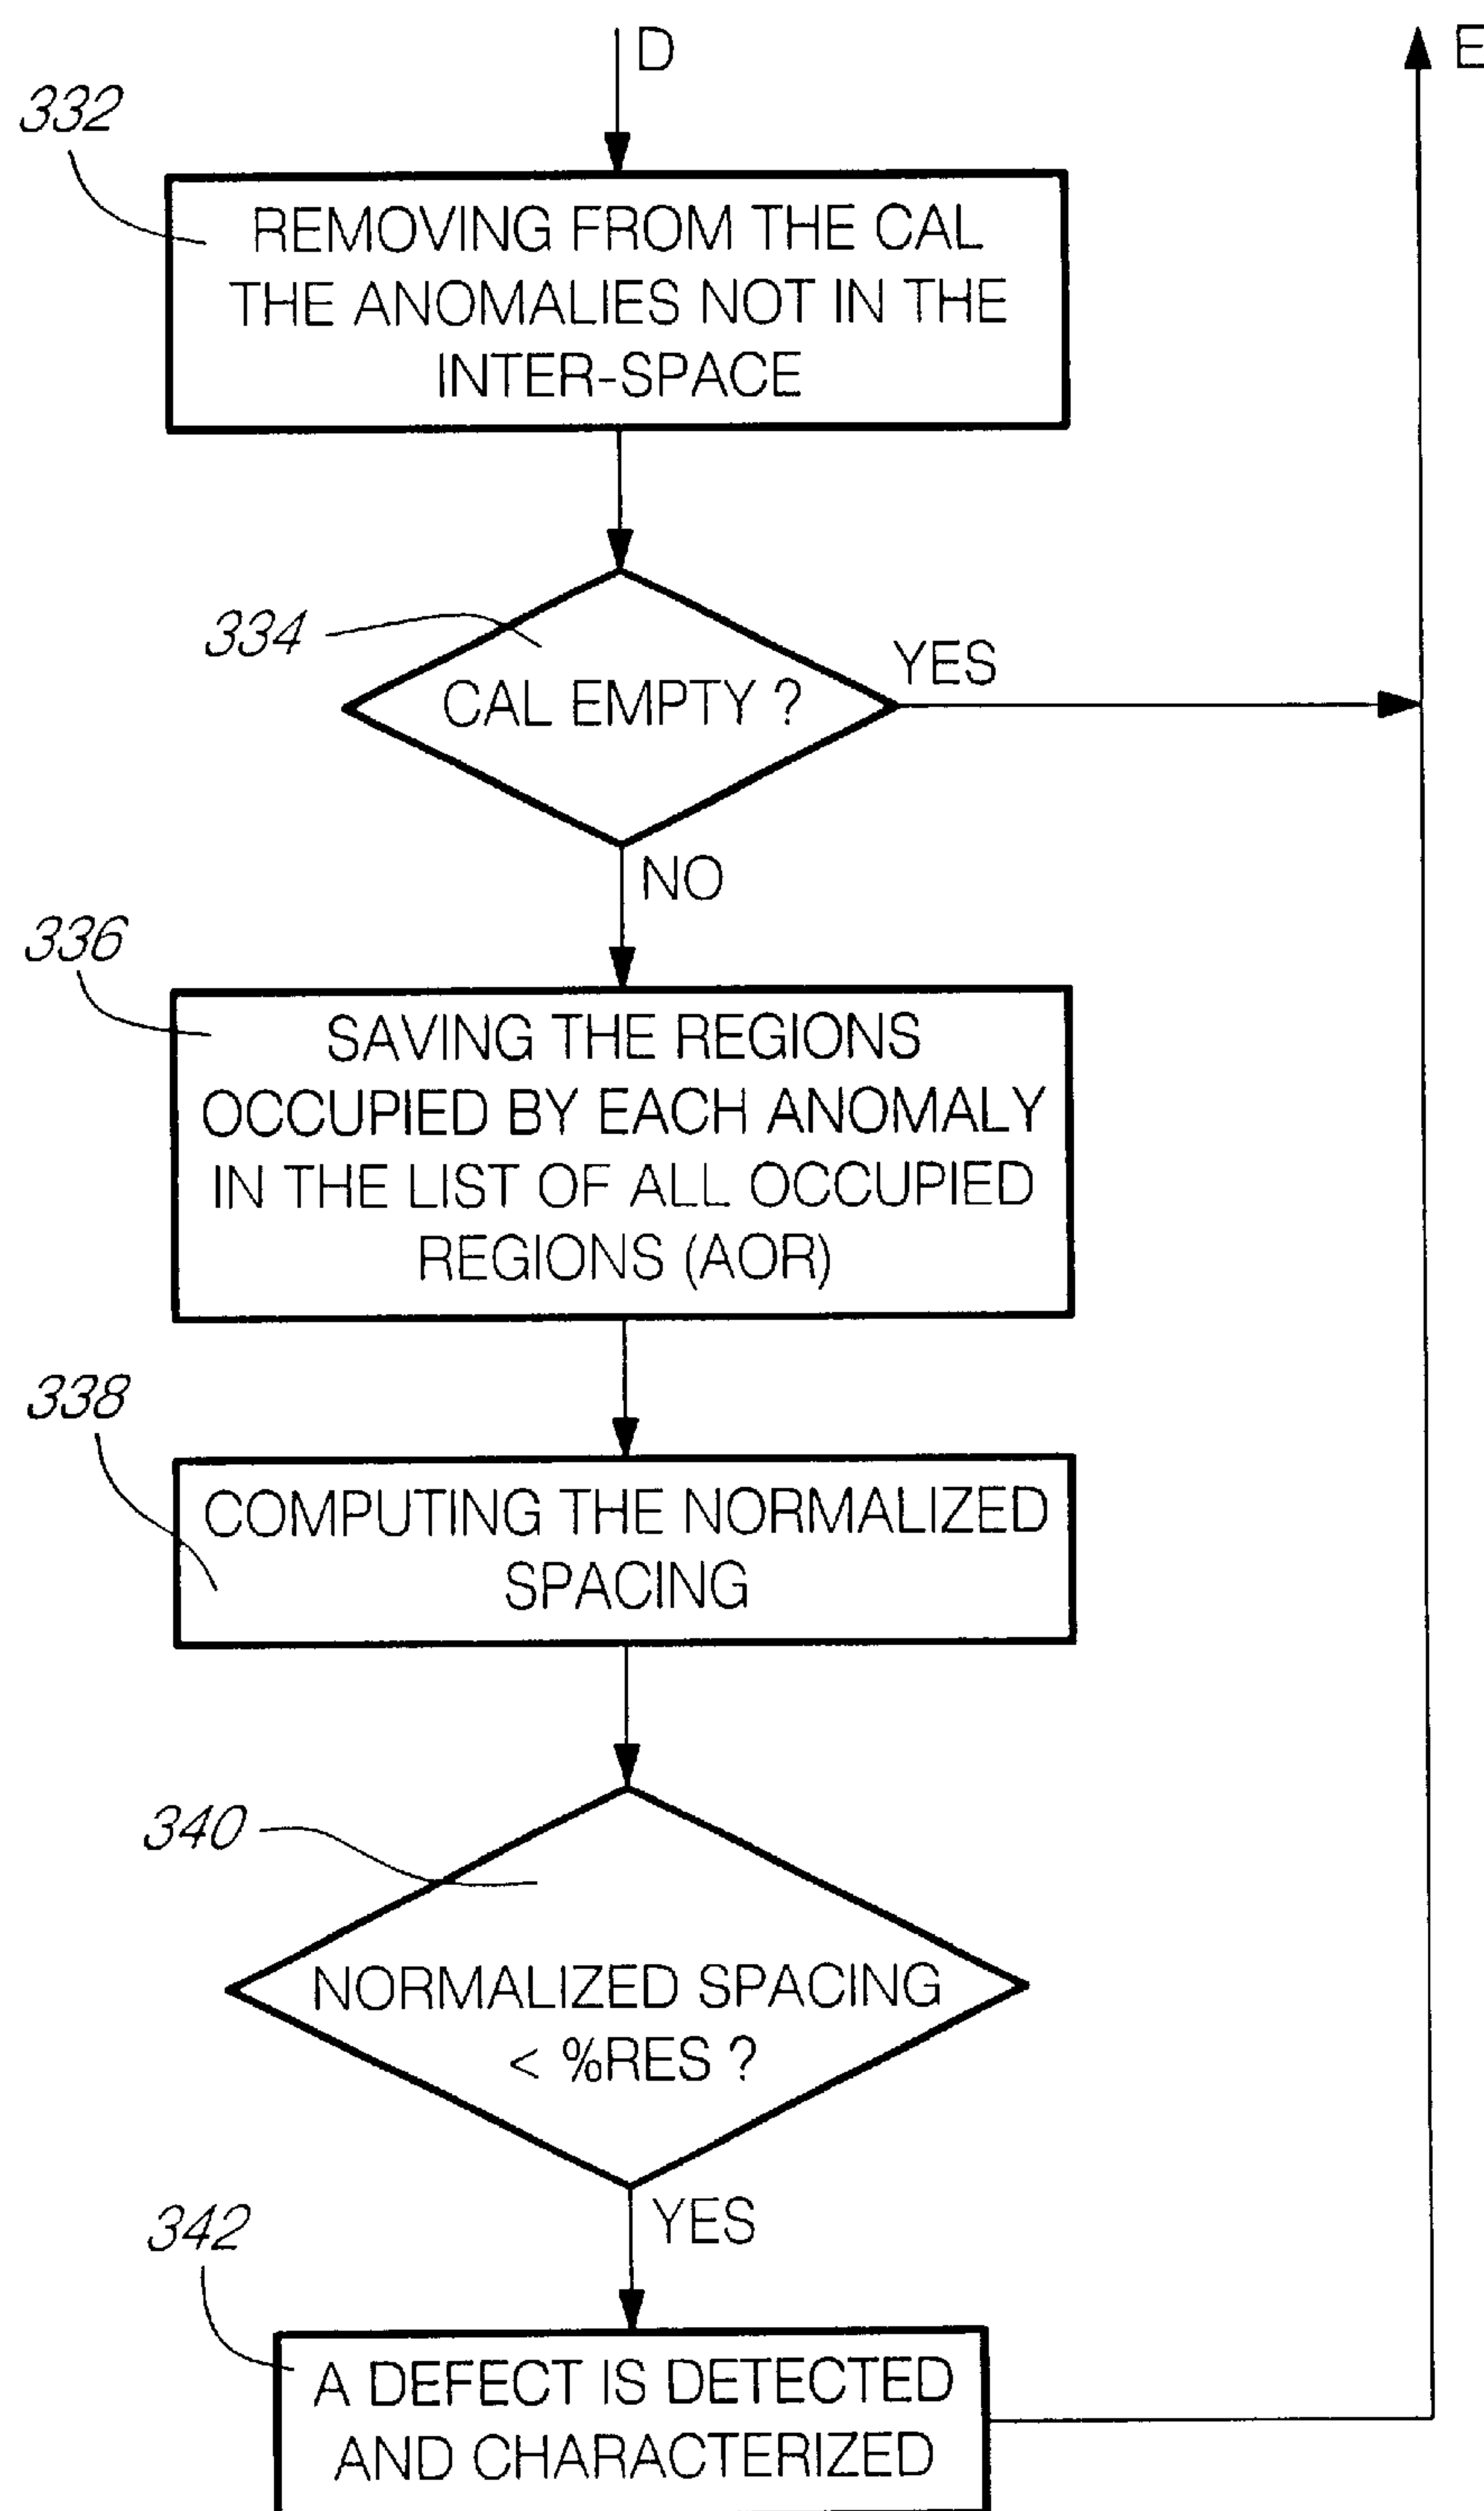 D
E
332
REMOVING FROM THE CAL
THE ANOMALIES NOT IN THE
INTER-SPACE
334
CAL EMPTY ?
YES
NO
336
SAVING THE REGIONS
OCCUPIED BY EACH ANOMALY
IN THE LIST OF ALL OCCUPIED
REGIONS (AOR)
338
COMPUTING THE NORMALIZED
SPACING
340
NORMALIZED SPACING
< %RES ?
YES
342
A DEFECT IS DETECTED
AND CHARACTERIZED